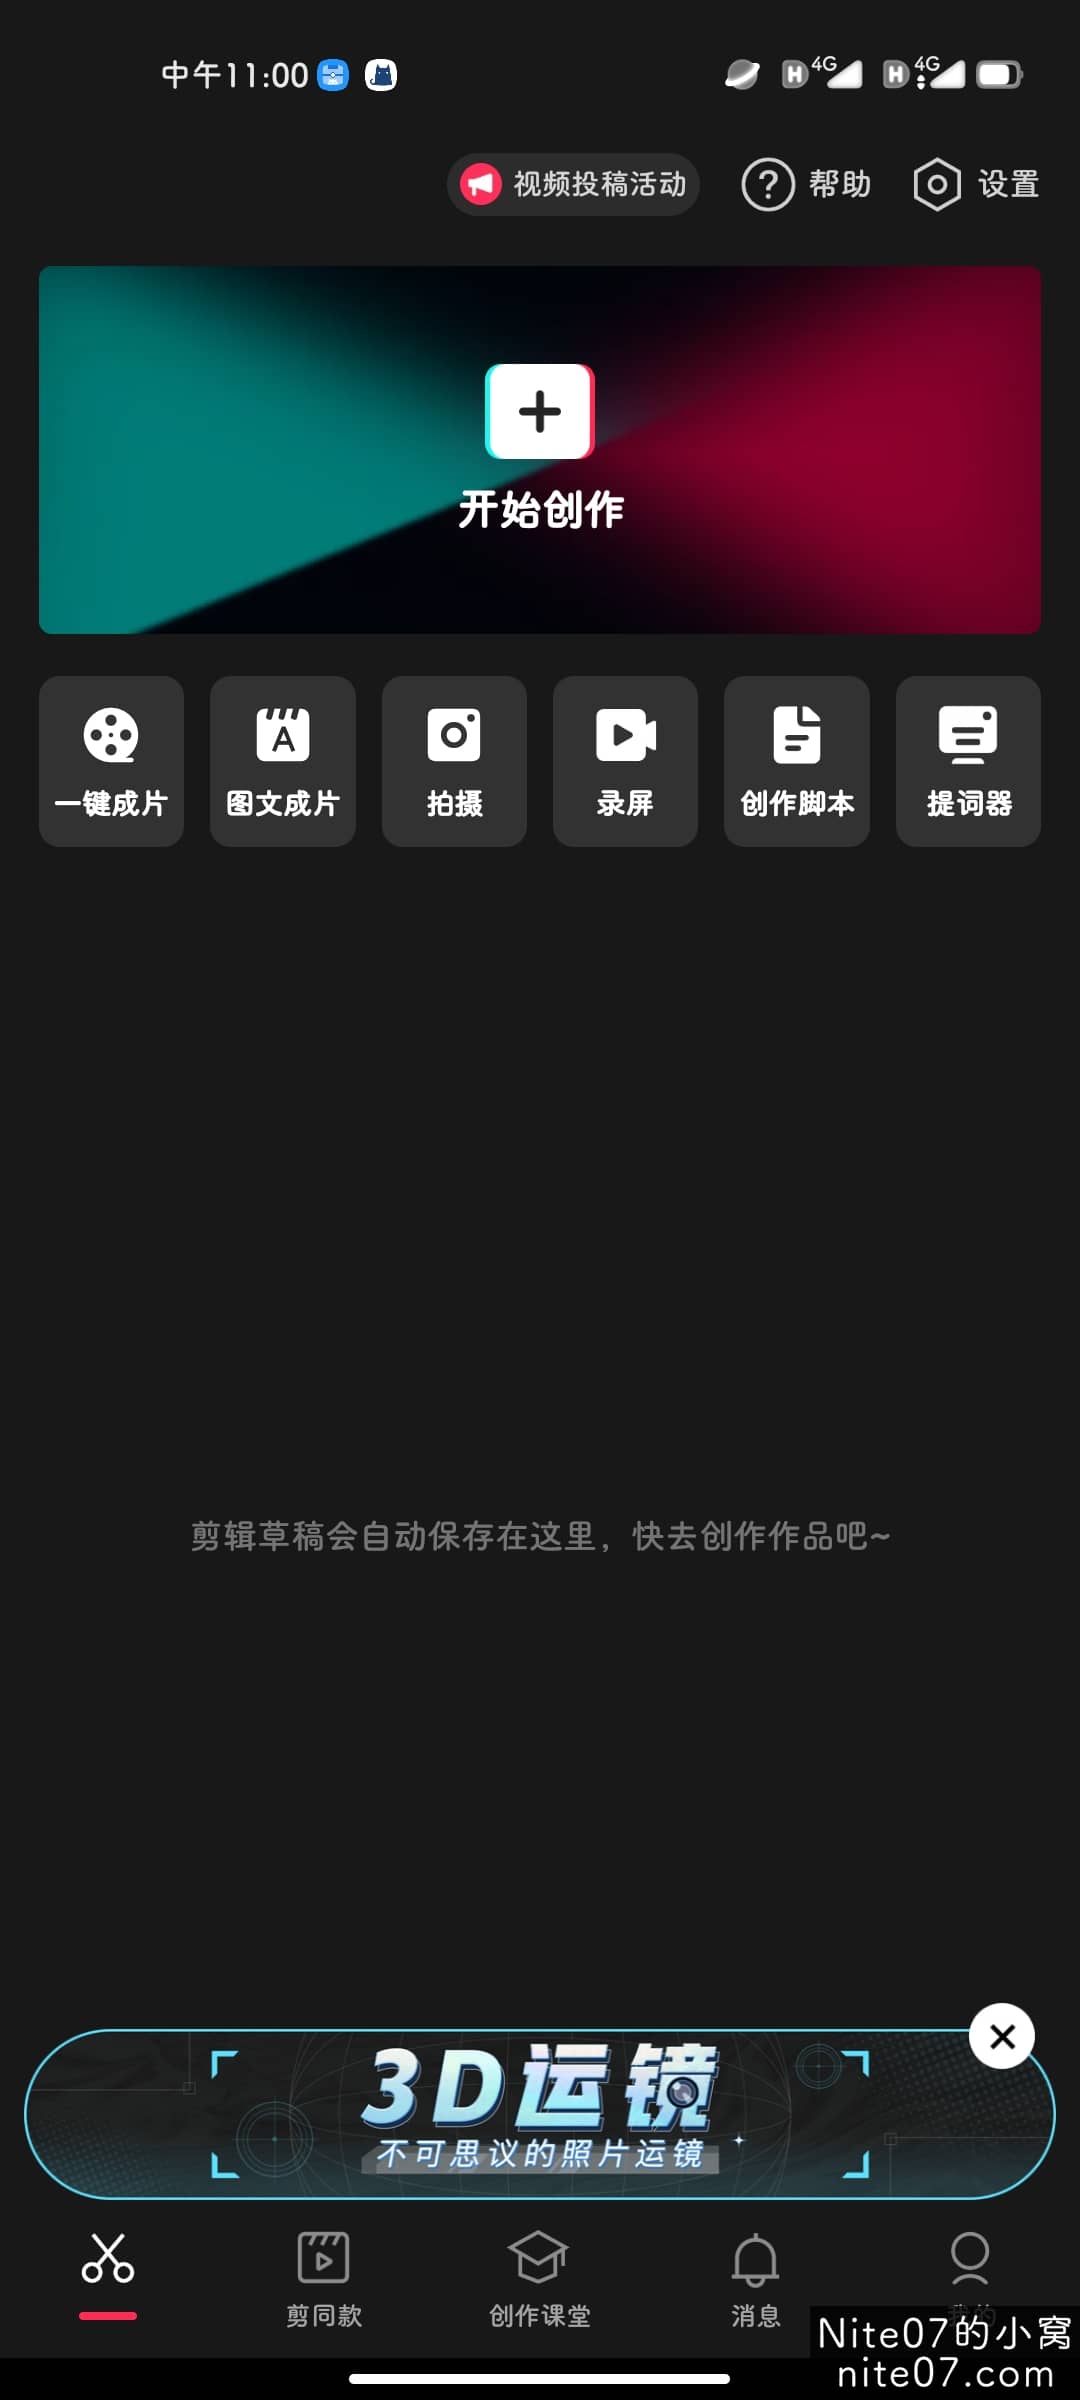 中午11:00
4G
4G
视频投稿活动
帮助
设置
开始创作
一键成片
图文成片
拍摄
录屏
创作脚本
提词器
剪辑草稿会自动保存在这里，快去创作作品吧~
3D运镜
不可思议的照片运镜
剪同款
创作课堂
消息
我的
Nite07的小窝
nite07.com